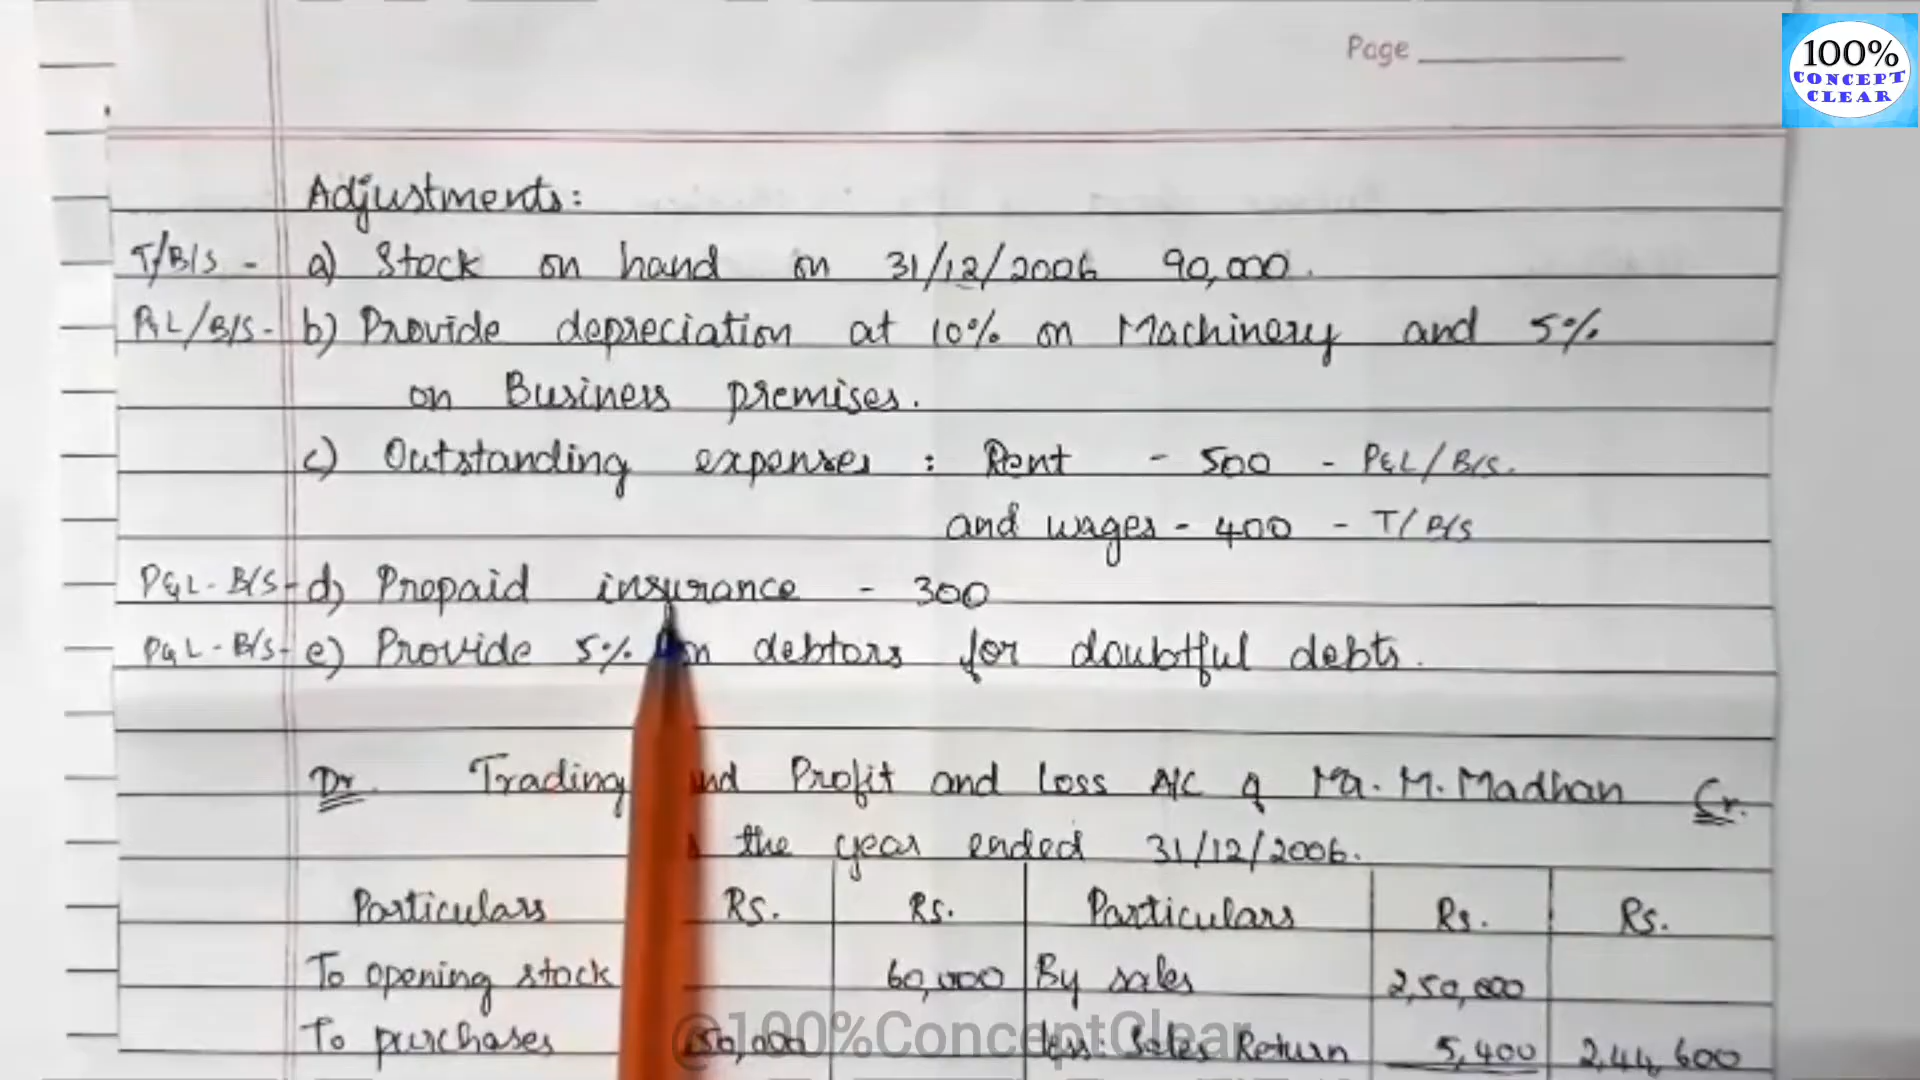 Page
100%
CONCEPT
CLEAR
Adjustments:
T/B/S - a) Stock on hand on 31/12/2006 90,000.
P&L/B/S - b) Provide depreciation at 10% on Machinery and 5%
on Business premises.
c) Outstanding expenses : Rent - 500 - P&L/B/S.
and wages - 400 - T/B/S
P&L - B/S - d) Prepaid insurance - 300
P&L - B/S - e) Provide 5% on debtors for doubtful debts.
Dr. Trading and Profit and Loss A/C of Mr. M. Madhan Cr.
the year ended 31/12/2006.
Particulars Rs. Rs. Particulars Rs. Rs.
To opening stock 60,000 By sales 2,50,000
To purchases 50,000 Less: Sales Return 5,400 2,44,600
@100%ConceptClear